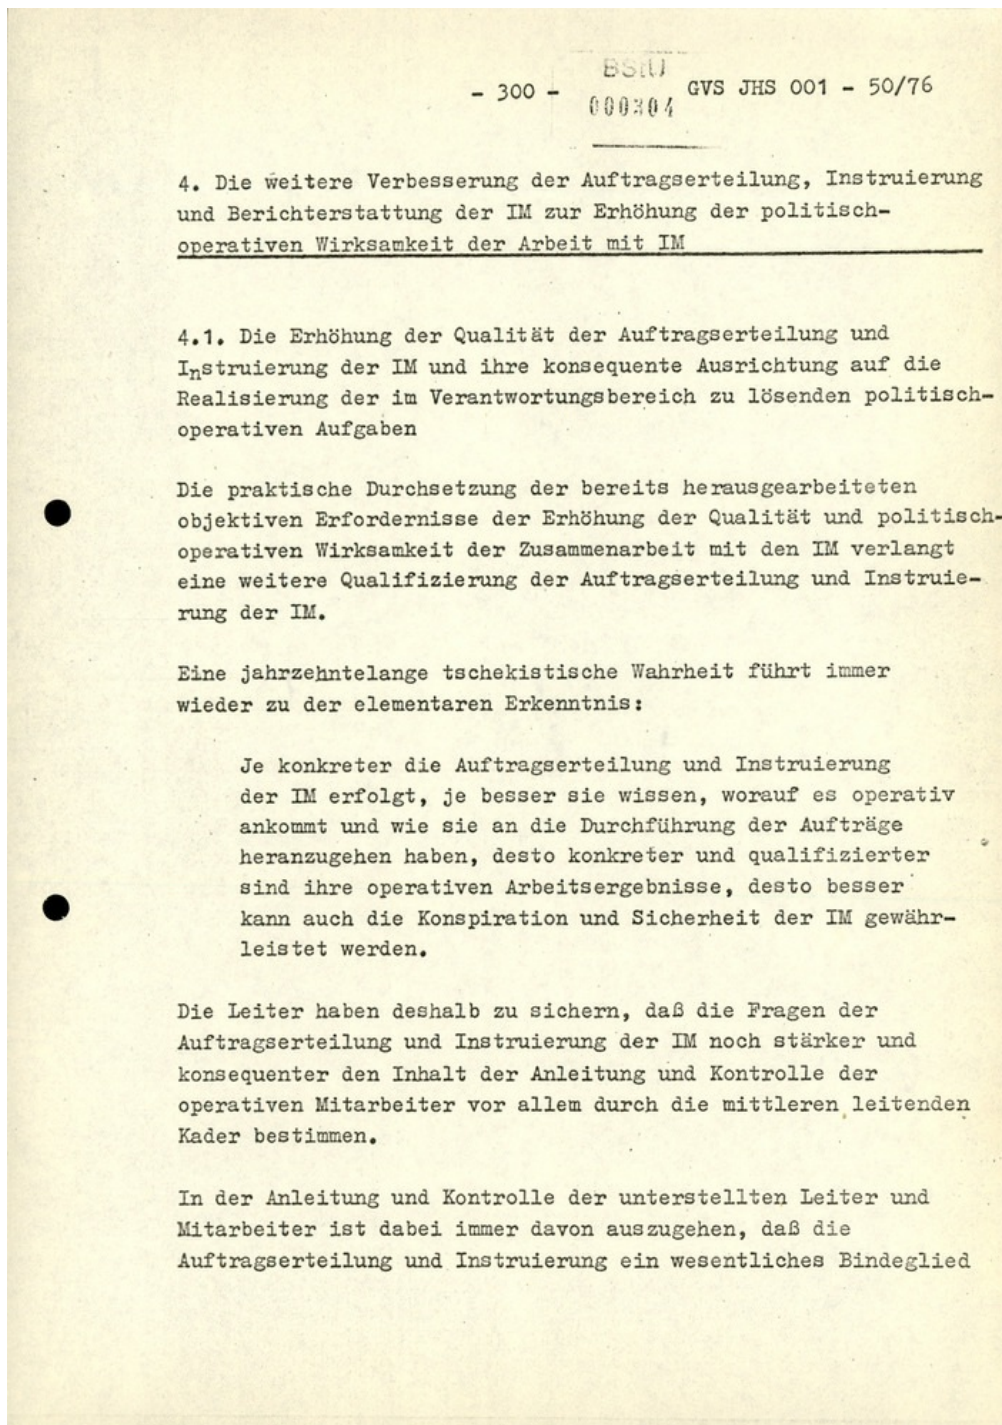 BStU
- 300 - GVS JHS 001 - 50/76
000304
4. Die weitere Verbesserung der Auftragserteilung, Instruierung
und Berichterstattung der IM zur Erhöhung der politisch-
operativen Wirksamkeit der Arbeit mit IM
4.1. Die Erhöhung der Qualität der Auftragserteilung und
Instruierung der IM und ihre konsequente Ausrichtung auf die
Realisierung der im Verantwortungsbereich zu lösenden politisch-
operativen Aufgaben
Die praktische Durchsetzung der bereits herausgearbeiteten
objektiven Erfordernisse der Erhöhung der Qualität und politisch-
operativen Wirksamkeit der Zusammenarbeit mit den IM verlangt
eine weitere Qualifizierung der Auftragserteilung und Instruie-
rung der IM.
Eine jahrzehntelange tschekistische Wahrheit führt immer
wieder zu der elementaren Erkenntnis:
Je konkreter die Auftragserteilung und Instruierung
der IM erfolgt, je besser sie wissen, worauf es operativ
ankommt und wie sie an die Durchführung der Aufträge
heranzugehen haben, desto konkreter und qualifizierter
sind ihre operativen Arbeitsergebnisse, desto besser
kann auch die Konspiration und Sicherheit der IM gewähr-
leistet werden.
Die Leiter haben deshalb zu sichern, daß die Fragen der
Auftragserteilung und Instruierung der IM noch stärker und
konsequenter den Inhalt der Anleitung und Kontrolle der
operativen Mitarbeiter vor allem durch die mittleren leitenden
Kader bestimmen.
In der Anleitung und Kontrolle der unterstellten Leiter und
Mitarbeiter ist dabei immer davon auszugehen, daß die
Auftragserteilung und Instruierung ein wesentliches Bindeglied